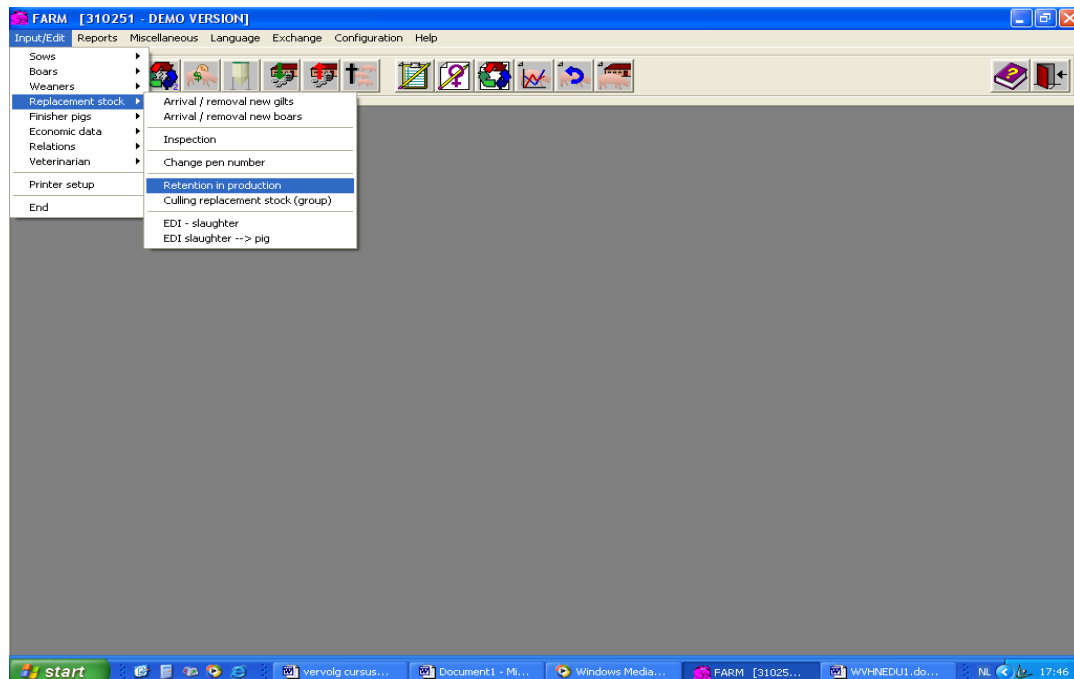 FARM [310251 - DEMO VERSION]
Input/Edit Reports Miscellaneous Language Exchange Configuration Help
Sows
Boars
Weaners
Replacement stock
Finisher pigs
Economic data
Relations
Veterinarian
Printer setup
End
Arrival / removal new gilts
Arrival / removal new boars
Inspection
Change pen number
Retention in production
Culling replacement stock (group)
EDI - slaughter
EDI slaughter --> pig
start vervolg cursus... Document1 - Mi... Windows Media... FARM [31025... WVHNEDU1.do... NL 17:46